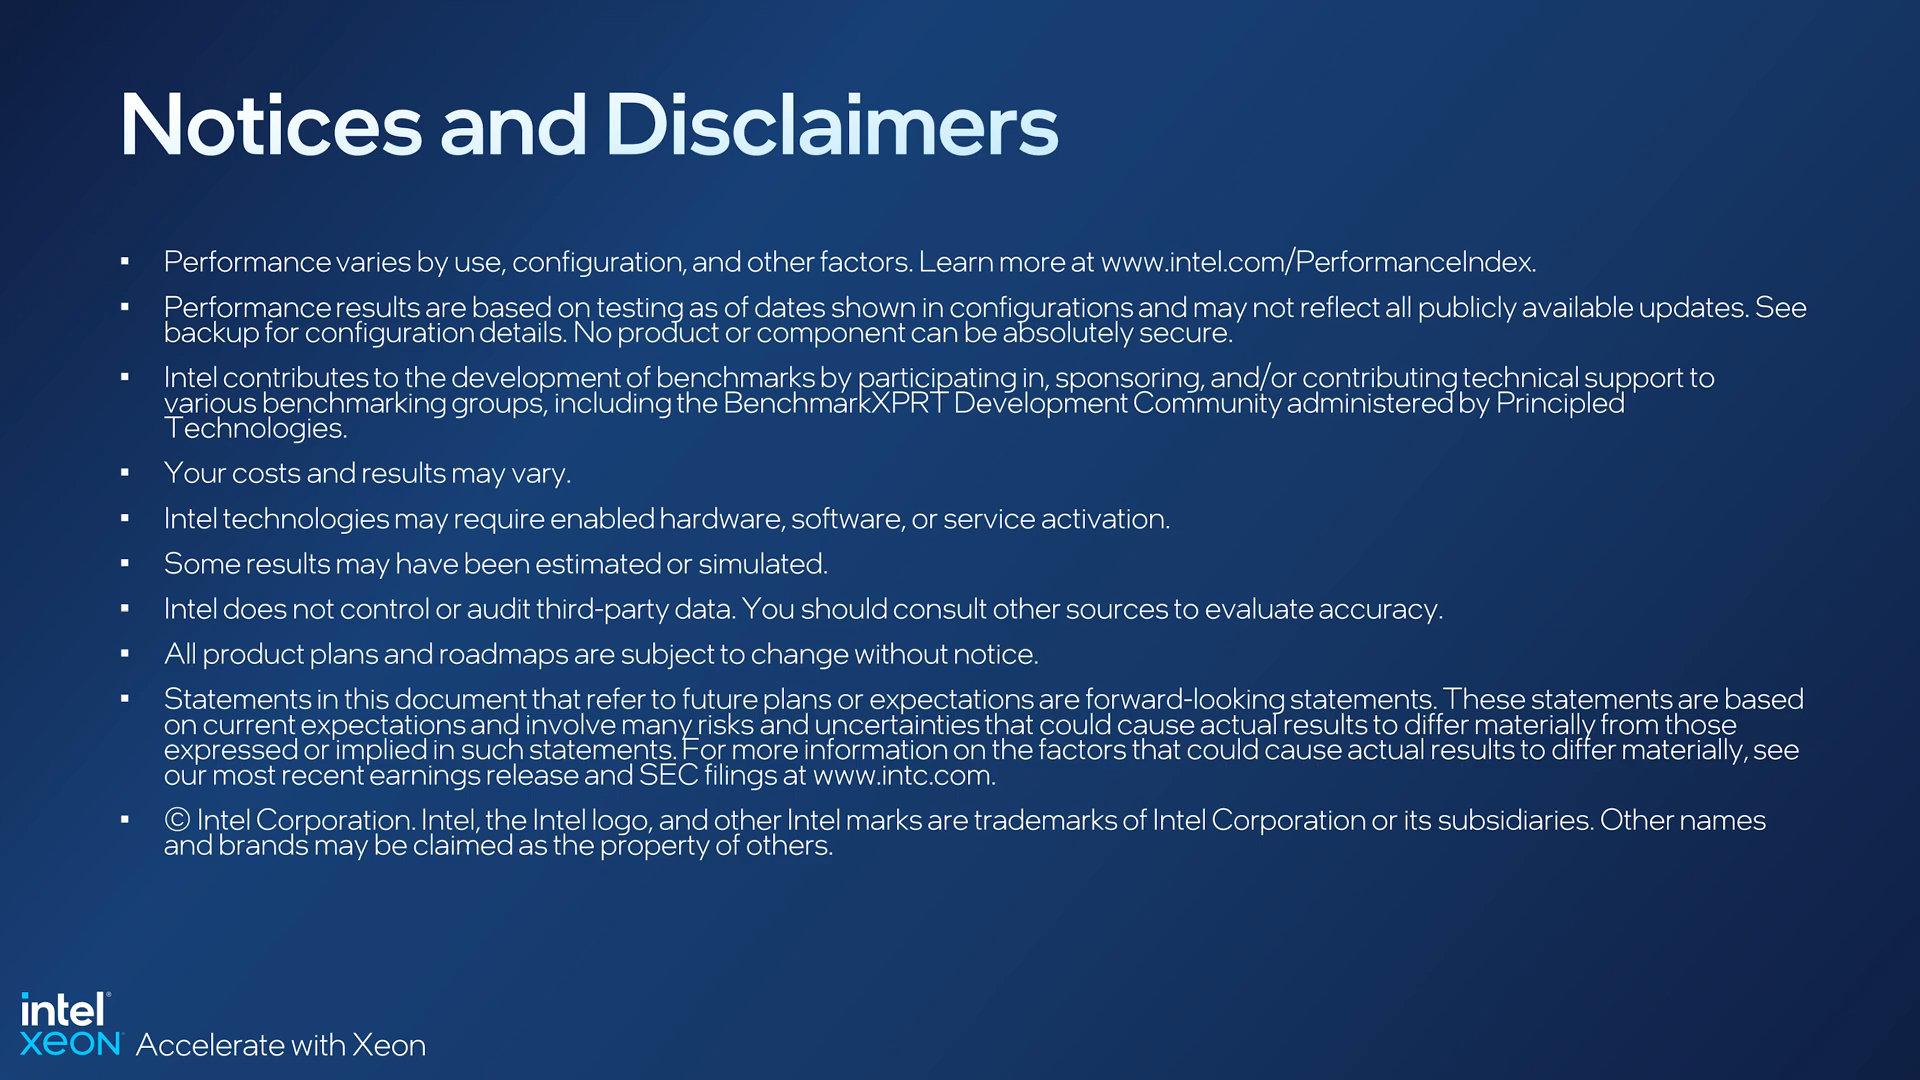 Notices and Disclaimers
▪ Performance varies by use, configuration, and other factors. Learn more at www.intel.com/PerformanceIndex.
▪ Performance results are based on testing as of dates shown in configurations and may not reflect all publicly available updates. See
backup for configuration details. No product or component can be absolutely secure.
▪ Intel contributes to the development of benchmarks by participating in, sponsoring, and/or contributing technical support to
various benchmarking groups, including the BenchmarkXPRT Development Community administered by Principled
Technologies.
▪ Your costs and results may vary.
▪ Intel technologies may require enabled hardware, software, or service activation.
▪ Some results may have been estimated or simulated.
▪ Intel does not control or audit third-party data. You should consult other sources to evaluate accuracy.
▪ All product plans and roadmaps are subject to change without notice.
▪ Statements in this document that refer to future plans or expectations are forward-looking statements. These statements are based
on current expectations and involve many risks and uncertainties that could cause actual results to differ materially from those
expressed or implied in such statements. For more information on the factors that could cause actual results to differ materially, see
our most recent earnings release and SEC filings at www.intc.com.
▪ © Intel Corporation. Intel, the Intel logo, and other Intel marks are trademarks of Intel Corporation or its subsidiaries. Other names
and brands may be claimed as the property of others.
intel®
xeon
Accelerate with Xeon